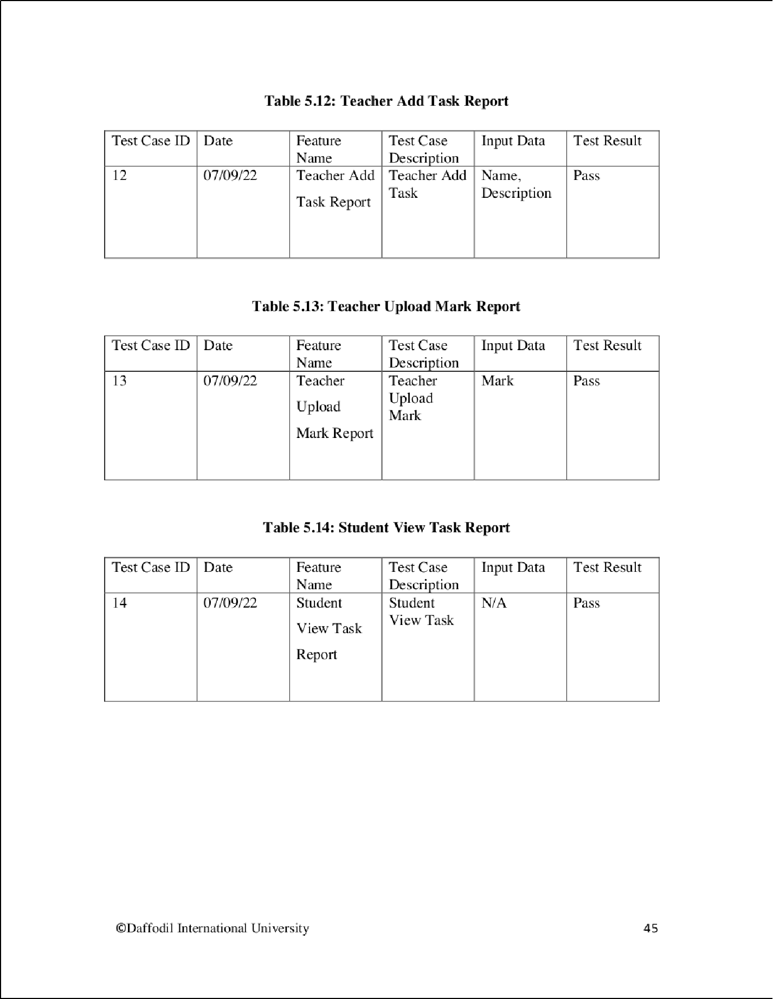 Table 5.12: Teacher Add Task Report
Test Case ID Date Feature Name Test Case Description Input Data Test Result
12 07/09/22 Teacher Add Task Report Teacher Add Task Name, Description Pass
Table 5.13: Teacher Upload Mark Report
Test Case ID Date Feature Name Test Case Description Input Data Test Result
13 07/09/22 Teacher Upload Mark Report Teacher Upload Mark Mark Pass
Table 5.14: Student View Task Report
Test Case ID Date Feature Name Test Case Description Input Data Test Result
14 07/09/22 Student View Task Report Student View Task N/A Pass
©Daffodil International University 45